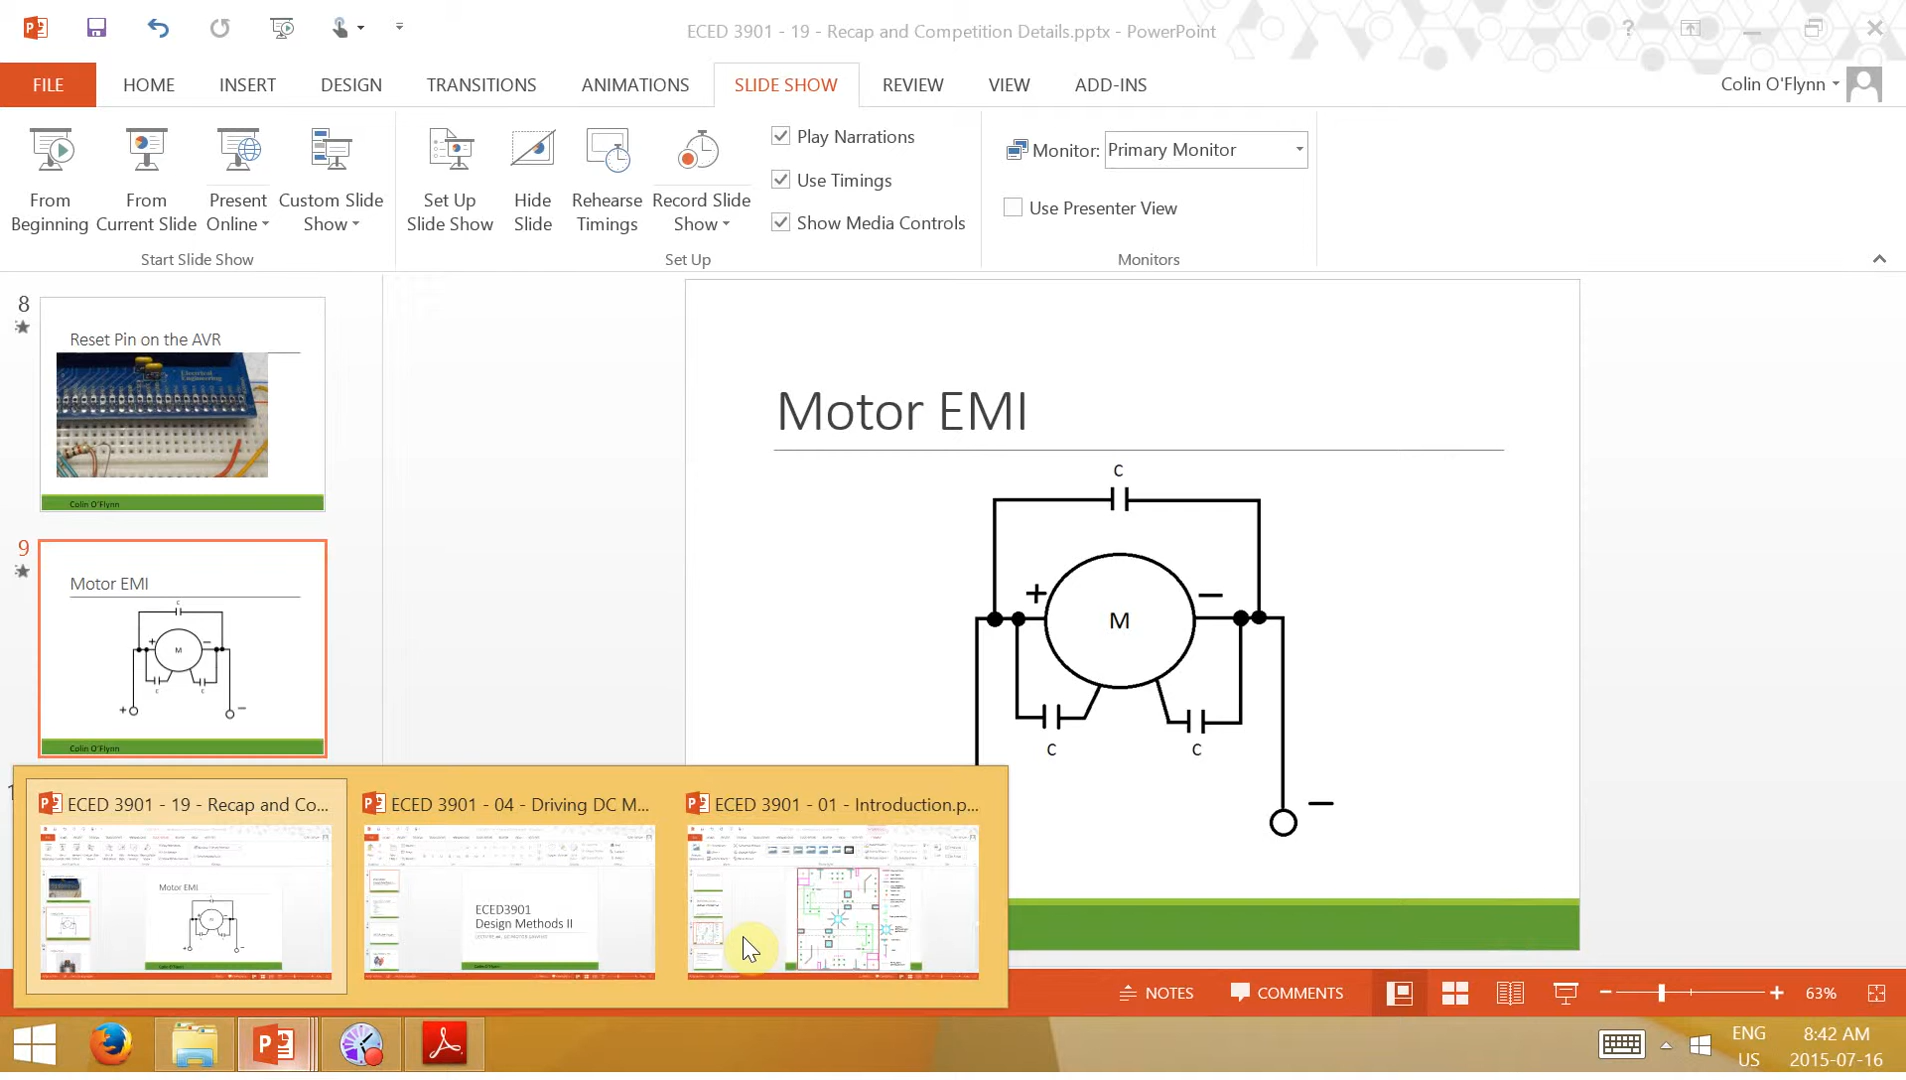 ECED 3901 - 19 - Recap and Competition Details.pptx - PowerPoint
?
FILE HOME INSERT DESIGN TRANSITIONS ANIMATIONS SLIDE SHOW REVIEW VIEW ADD-INS
Colin O'Flynn
From Beginning
From Current Slide
Present Online
Custom Slide Show
Start Slide Show
Set Up Slide Show
Hide Slide
Rehearse Timings
Record Slide Show
Play Narrations
Use Timings
Show Media Controls
Set Up
Monitor: Primary Monitor
Use Presenter View
Monitors
8
Reset Pin on the AVR
Electrical
Engineering
Colin O'Flynn
9
Motor EMI
C
+ M −
C C
+ −
Colin O'Flynn
Motor EMI
C
+ −
M
C C
−
ECED 3901 - 19 - Recap and Co...
ECED 3901 - 04 - Driving DC M...
ECED 3901 - 01 - Introduction.p...
Motor EMI
ECED3901
Design Methods II
NOTES COMMENTS 63%
ENG
US
8:42 AM
2015-07-16